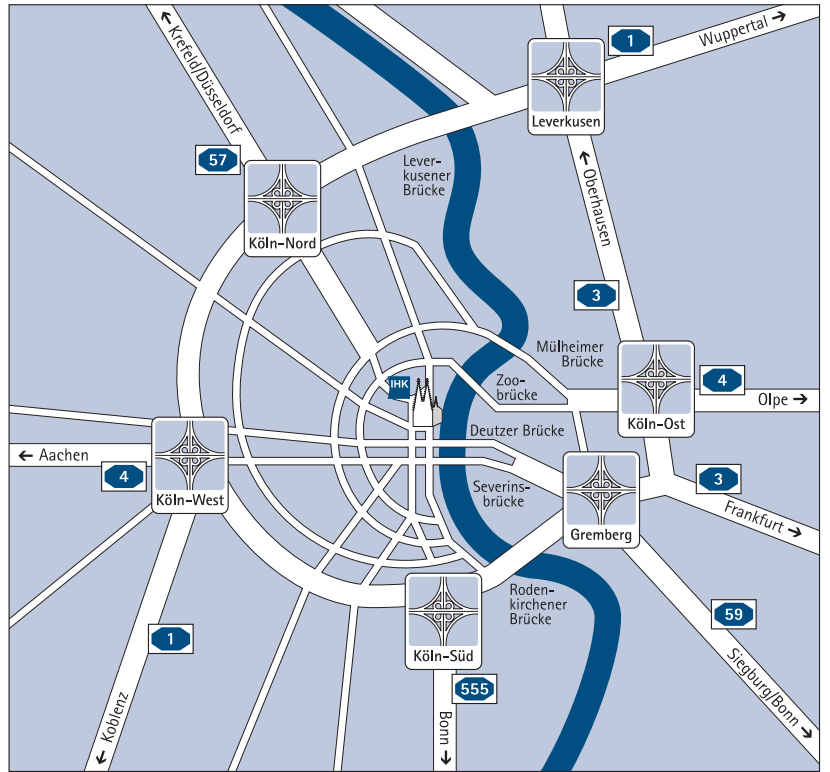 1
Wuppertal →
← Krefeld/Düsseldorf
Leverkusen
57
Lever-
kusener
Brücke
← Oberhausen
Köln-Nord
3
Mülheimer
Brücke
IHK
Zoo-
brücke
4
Köln-Ost
Olpe →
Deutzer Brücke
← Aachen
4
Köln-West
Severins-
brücke
3
Gremberg
Frankfurt →
Roden-
kirchener
Brücke
59
1
Köln-Süd
555
Siegburg/Bonn →
← Koblenz
Bonn →